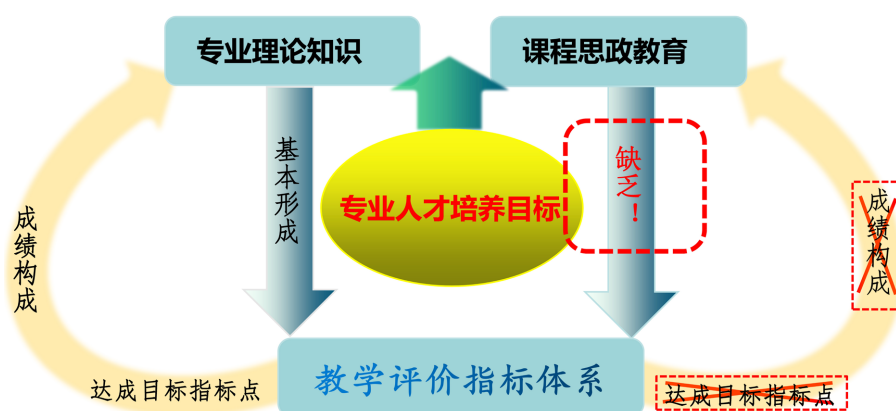 专业理论知识
课程思政教育
基本形成
缺乏！
专业人才培养目标
成绩构成
成绩构成
达成目标指标点
教学评价指标体系
达成目标指标点